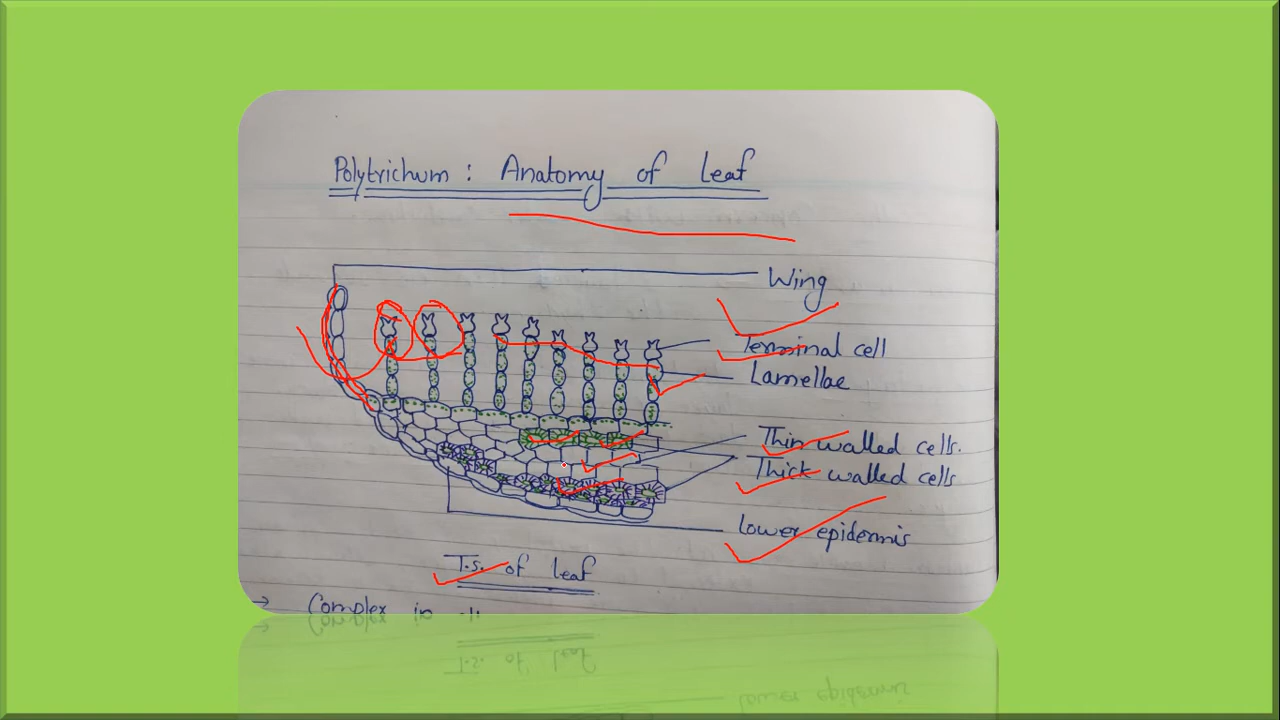 Polytrichum : Anatomy of Leaf
Wing
Terminal cell
Lamellae
Thin walled cells.
Thick walled cells
Lower epidermis
T.S. of leaf
→ Complex in